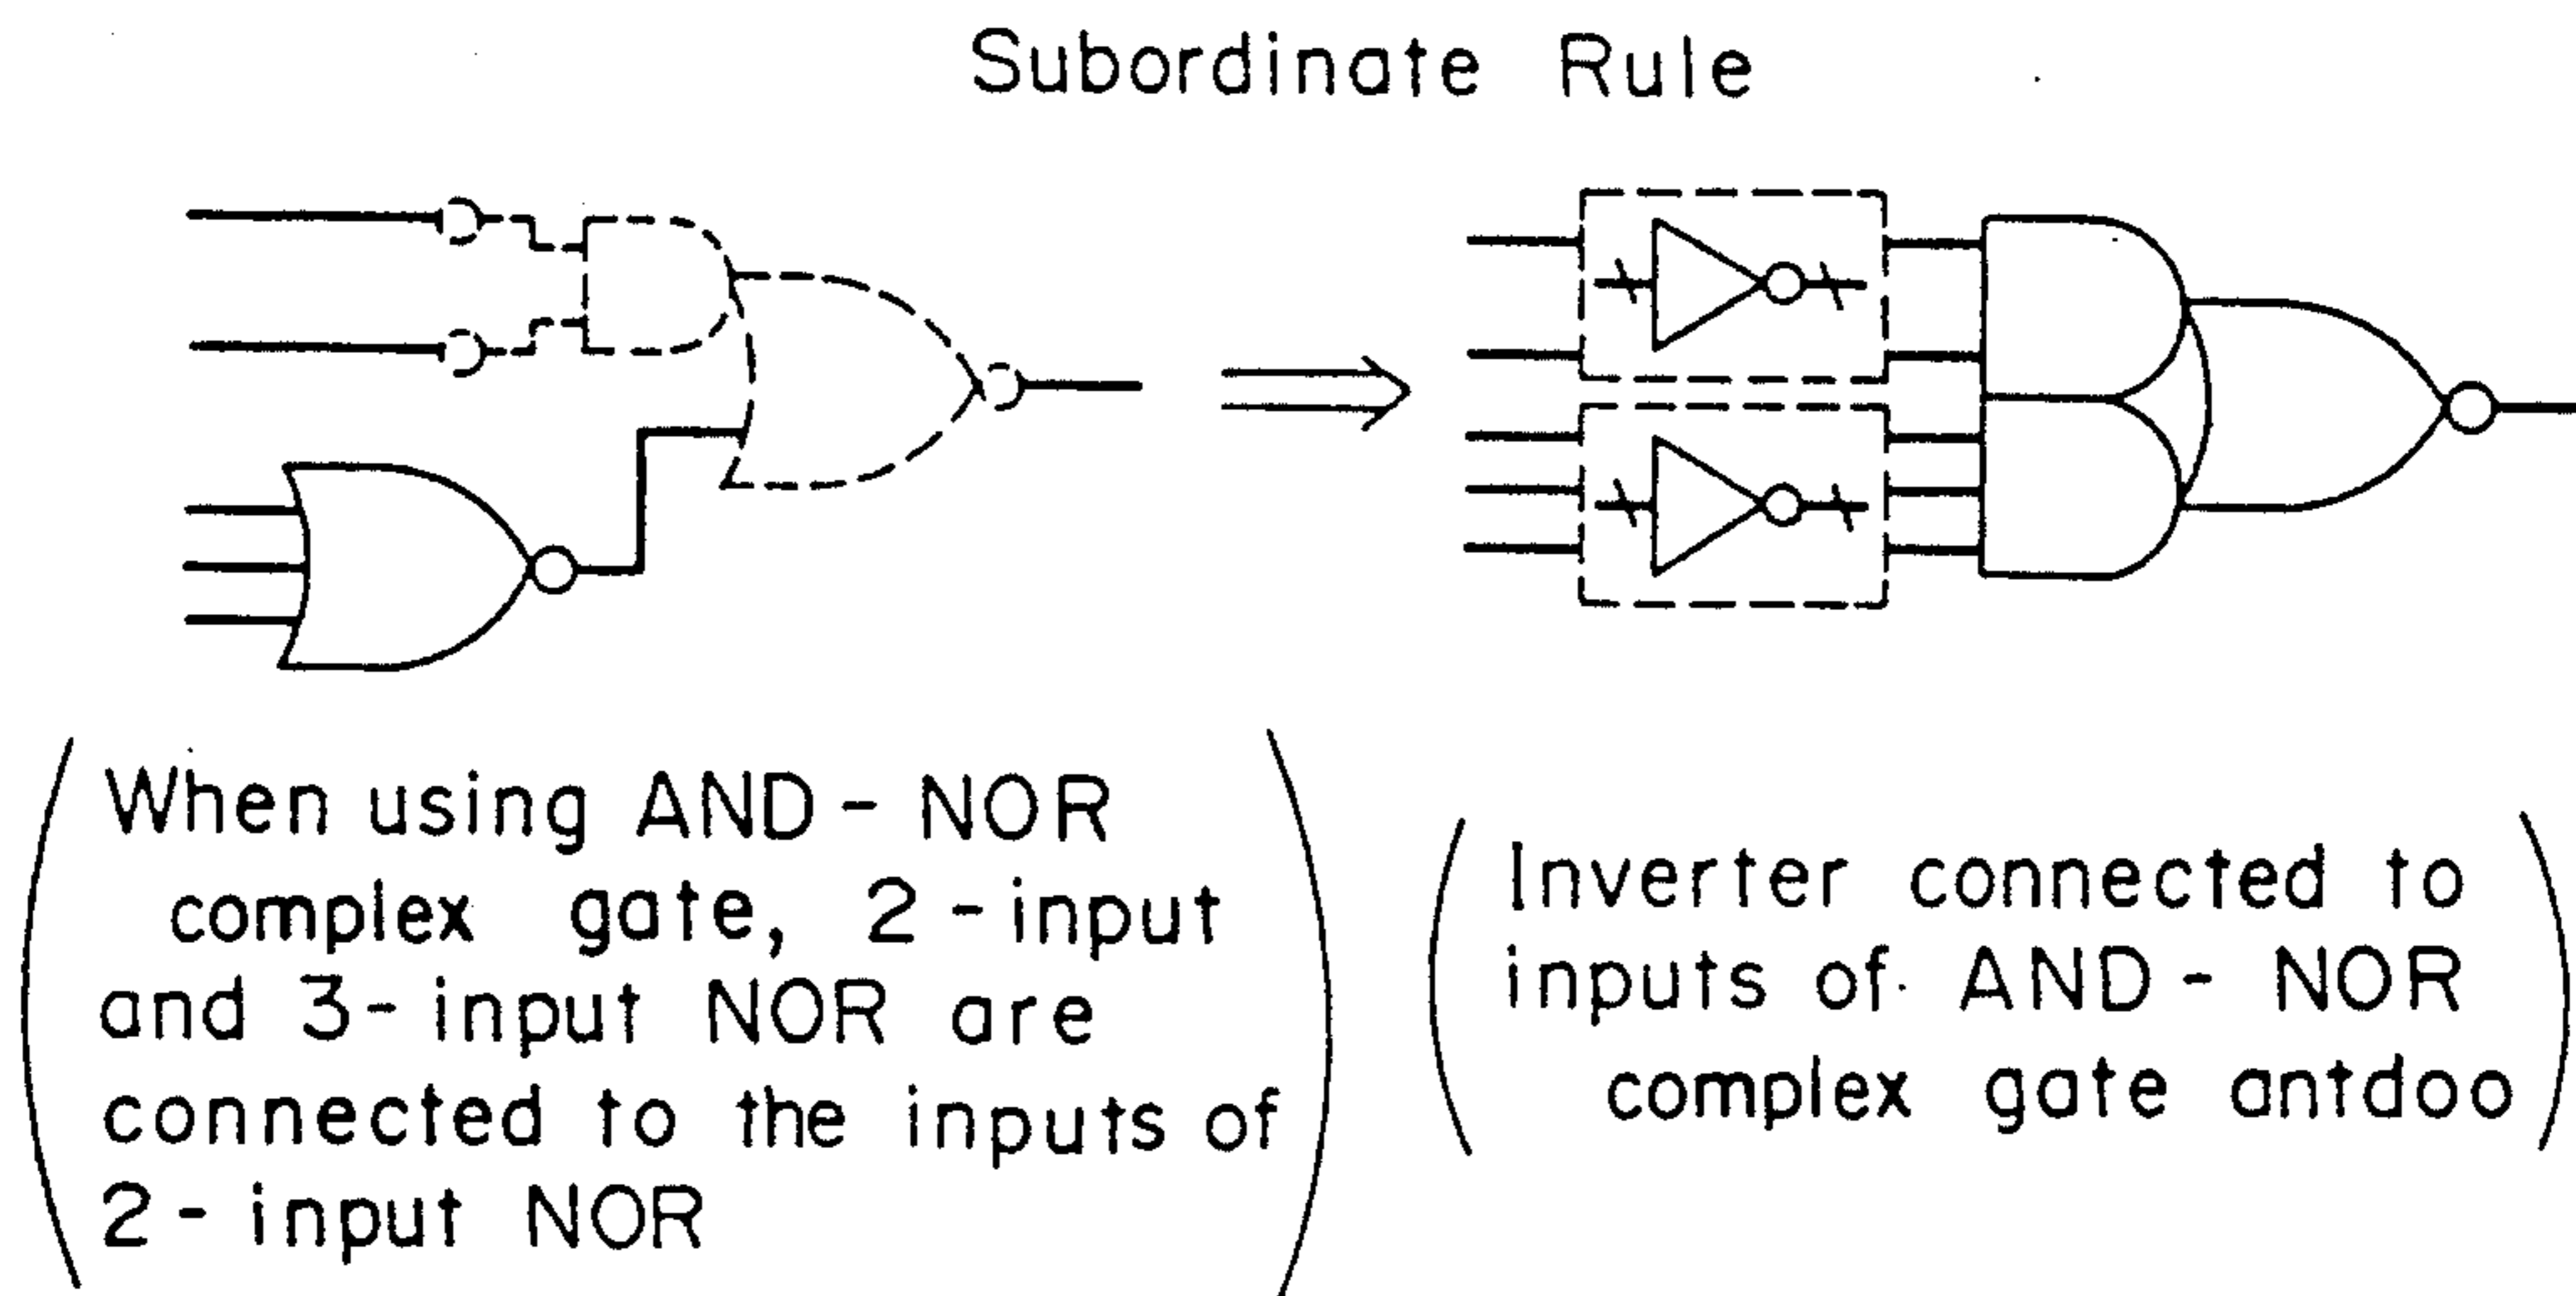 Subordinate Rule
When using AND - NOR
complex gate, 2 - input
and 3 - input NOR are
connected to the inputs of
2 - input NOR
Inverter connected to
inputs of AND - NOR
complex gate antdoo